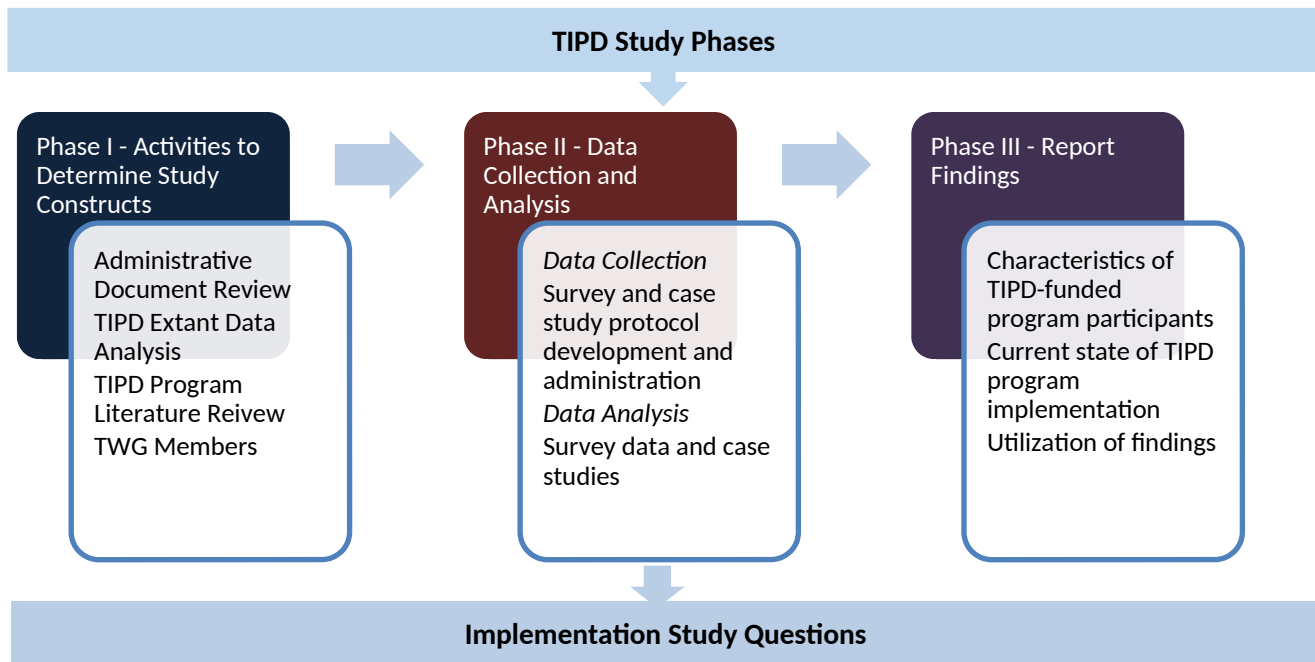 TIPD Study Phases
Phase I - Activities to
Determine Study
Constructs
Administrative
Document Review
TIPD Extant Data
Analysis
TIPD Program
Literature Reivew
TWG Members
Phase II - Data
Collection and
Analysis
Data Collection
Survey and case
study protocol
development and
administration
Data Analysis
Survey data and case
studies
Phase III - Report
Findings
Characteristics of
TIPD-funded
program participants
Current state of TIPD
program
implementation
Utilization of findings
Implementation Study Questions